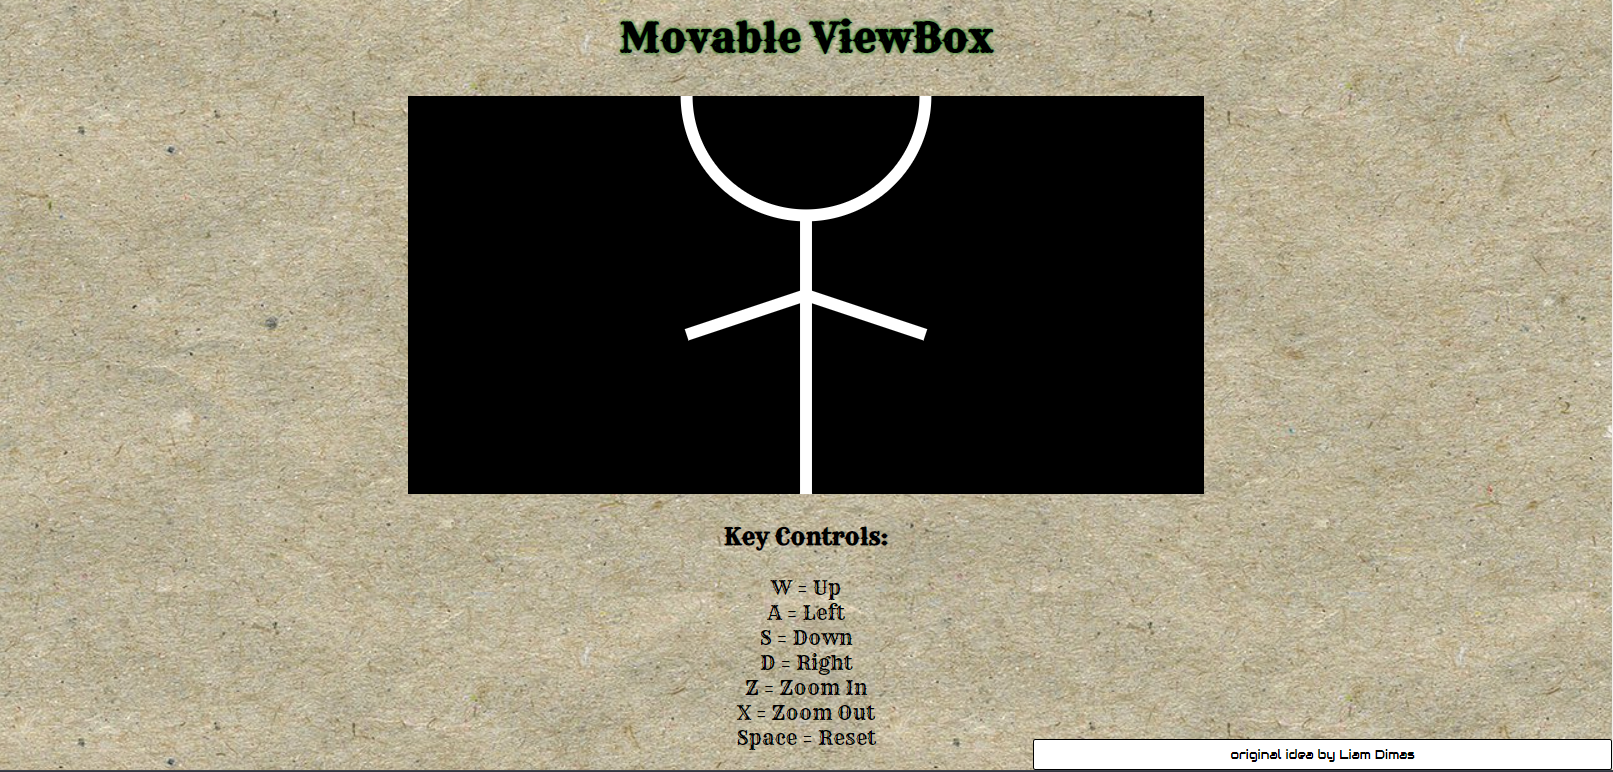 Movable ViewBox
Key Controls:
W = Up
A = Left
S = Down
D = Right
Z = Zoom In
X = Zoom Out
Space = Reset
original idea by Liam Dimas